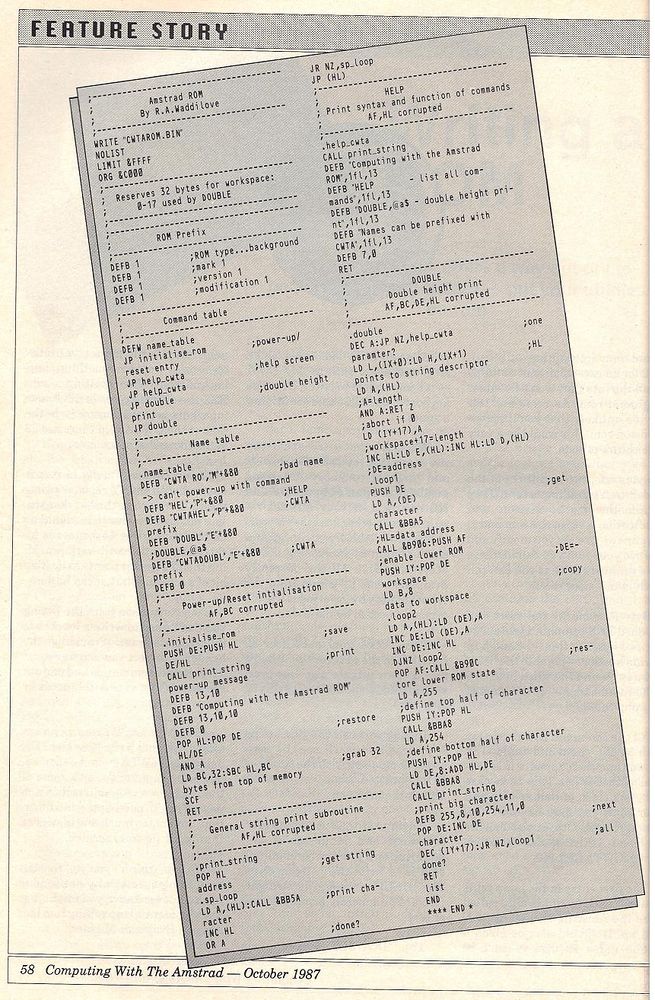 FEATURE STORY
;----------------------------
;          Amstrad ROM
;        By R.A.Waddilove
;----------------------------
WRITE "CWTAROM.BIN"
NOLIST
LIMIT &FFFF
ORG &C000
;----------------------------
;  Reserves 32 bytes for workspace:
;      0-17 used by DOUBLE
;----------------------------
;----------------------------
;          ROM Prefix
;----------------------------
DEFB 1 ;ROM type...background
DEFB 1 ;mark 1
DEFB 1 ;version 1
DEFB 1 ;modification 1
;----------------------------
;          Command table
;----------------------------
DEFW name_table
JP initialise_rom ;power-up/
reset entry
JP help_cwta ;help screen
JP help_cwta
JP double ;double height
print
JP double
;----------------------------
;          Name table
;----------------------------
.name_table
DEFB "CWTA RO","M"+&80 ;bad name
-> can't power-up with command
DEFB "HEL","P"+&80 ;HELP
DEFB "CWTAHEL","P"+&80 ;CWTA
prefix
DEFB "DOUBL","E"+&80
;DOUBLE,@a$
DEFB "CWTADOUBL","E"+&80 ;CWTA
prefix
DEFB 0
;----------------------------
;   Power-up/Reset intialisation
;        AF,BC corrupted
;----------------------------
.initialise_rom
PUSH DE:PUSH HL ;save
DE/HL
CALL print_string ;print
power-up message
DEFB 13,10
DEFB "Computing with the Amstrad ROM"
DEFB 13,10,10
DEFB 0
POP HL:POP DE ;restore
HL/DE
AND A
LD BC,32:SBC HL,BC ;grab 32
bytes from top of memory
SCF
RET
;----------------------------
;   General string print subroutine
;        AF,HL corrupted
;----------------------------
.print_string
POP HL ;get string
address
.sp_loop
LD A,(HL):CALL &BB5A ;print cha-
racter
INC HL
OR A ;done?
JR NZ,sp_loop
JP (HL)
;----------------------------
;          HELP
; Print syntax and function of commands
;        AF,HL corrupted
;----------------------------
.help_cwta
CALL print_string
DEFB "Computing with the Amstrad
ROM",1fl,13
DEFB "HELP      - list all com-
mands",1fl,13
DEFB "DOUBLE,@a$ - double height pri-
nt",1fl,13
DEFB "Names can be prefixed with
CWTA",1fl,13
DEFB 7,0
RET
;----------------------------
;          DOUBLE
;     Double height print
;     AF,BC,DE,HL corrupted
;----------------------------
.double
DEC A:JP NZ,help_cwta ;one
paramter?
LD L,(IX+0):LD H,(IX+1) ;HL
points to string descriptor
LD A,(HL)
;A=length
AND A:RET Z
;abort if 0
LD (IY+17),A
;workspace+17=length
INC HL:LD E,(HL):INC HL:LD D,(HL)
;DE=address
.loop1
PUSH DE
LD A,(DE) ;get
character
CALL &BBA5
;HL=data address
CALL &B906:PUSH AF
;enable lower ROM
PUSH IY:POP DE ;DE=-
workspace
LD B,8 ;copy
data to workspace
.loop2
LD A,(HL):LD (DE),A
INC DE:LD (DE),A
INC DE:INC HL
DJNZ loop2
POP AF:CALL &B90C ;res-
tore lower ROM state
LD A,255
;define top half of character
PUSH IY:POP HL
CALL &BBA8
LD A,254
;define bottom half of character
PUSH IY:POP HL
LD DE,8:ADD HL,DE
CALL &BBA8
CALL print_string
;print big character
DEFB 255,8,10,254,11,0
POP DE:INC DE ;next
character
DEC (IY+17):JR NZ,loop1 ;all
done?
RET
list
END
**** END *
58 Computing With The Amstrad — October 1987